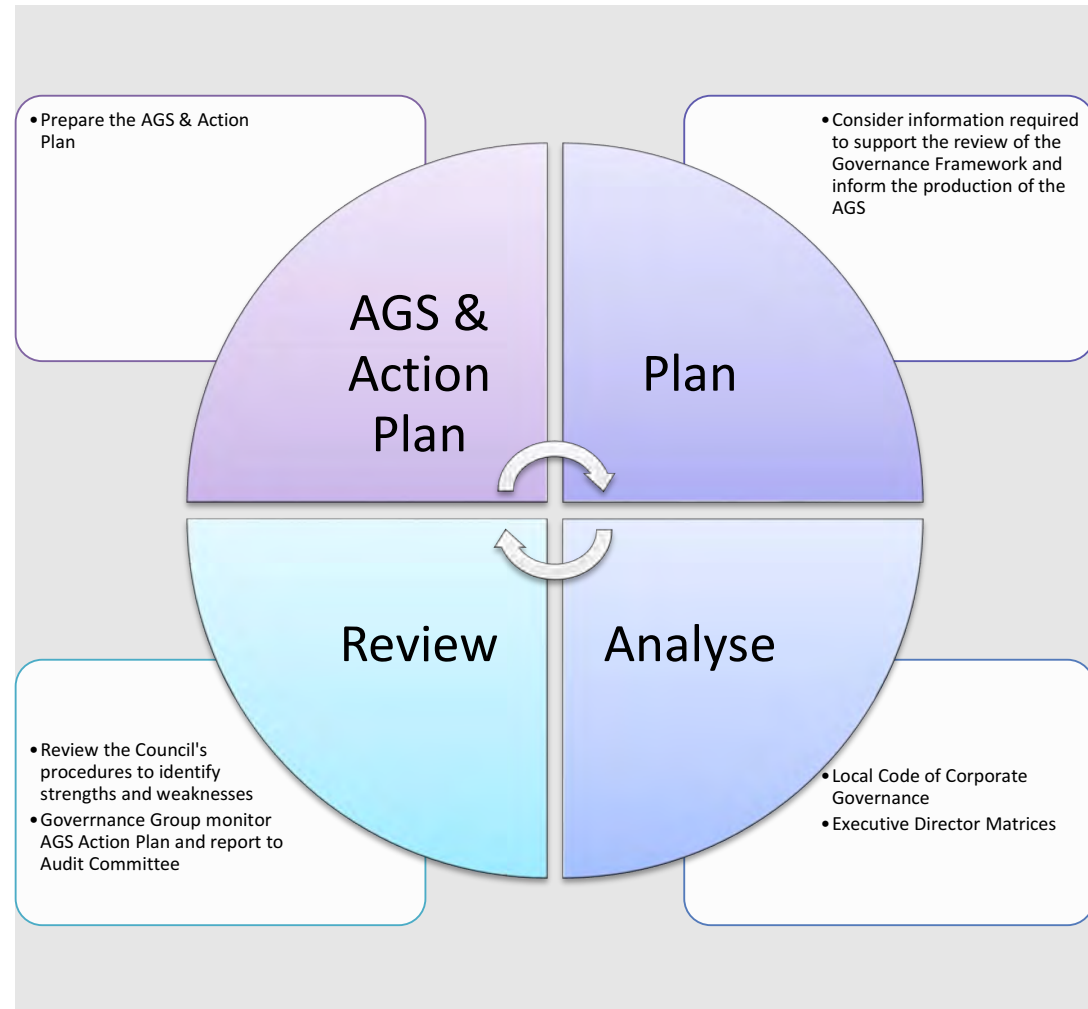 •Prepare the AGS & Action
Plan
•Consider information required
to support the review of the
Governance Framework and
inform the production of the
AGS
AGS &
Action
Plan
Plan
Review
Analyse
•Review the Council's
procedures to identify
strengths and weaknesses
•Goverrnance Group monitor
AGS Action Plan and report to
Audit Committee
•Local Code of Corporate
Governance
•Executive Director Matrices